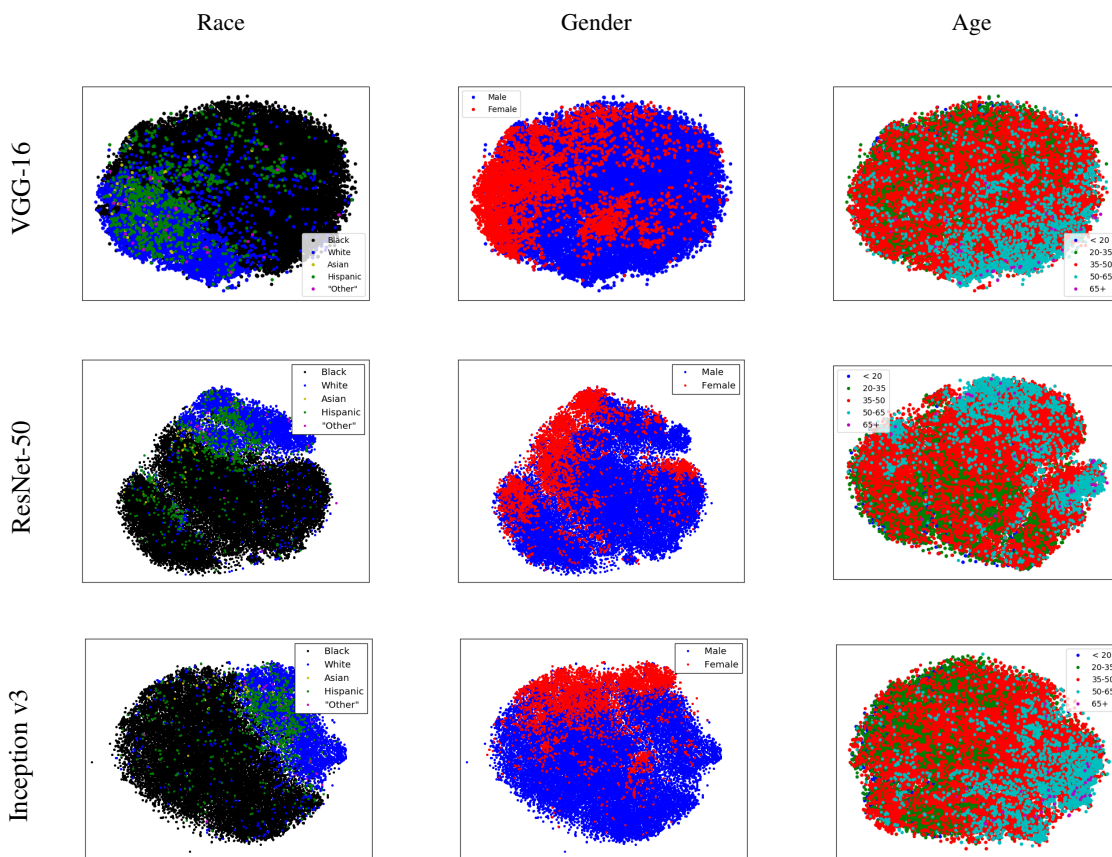 Race
Gender
Age
VGG-16
Black
White
Asian
Hispanic
"Other"
Male
Female
< 20
20-35
35-50
50-65
65+
ResNet-50
Black
White
Asian
Hispanic
"Other"
Male
Female
< 20
20-35
35-50
50-65
65+
Inception v3
Black
White
Asian
Hispanic
"Other"
Male
Female
< 20
20-35
35-50
50-65
65+